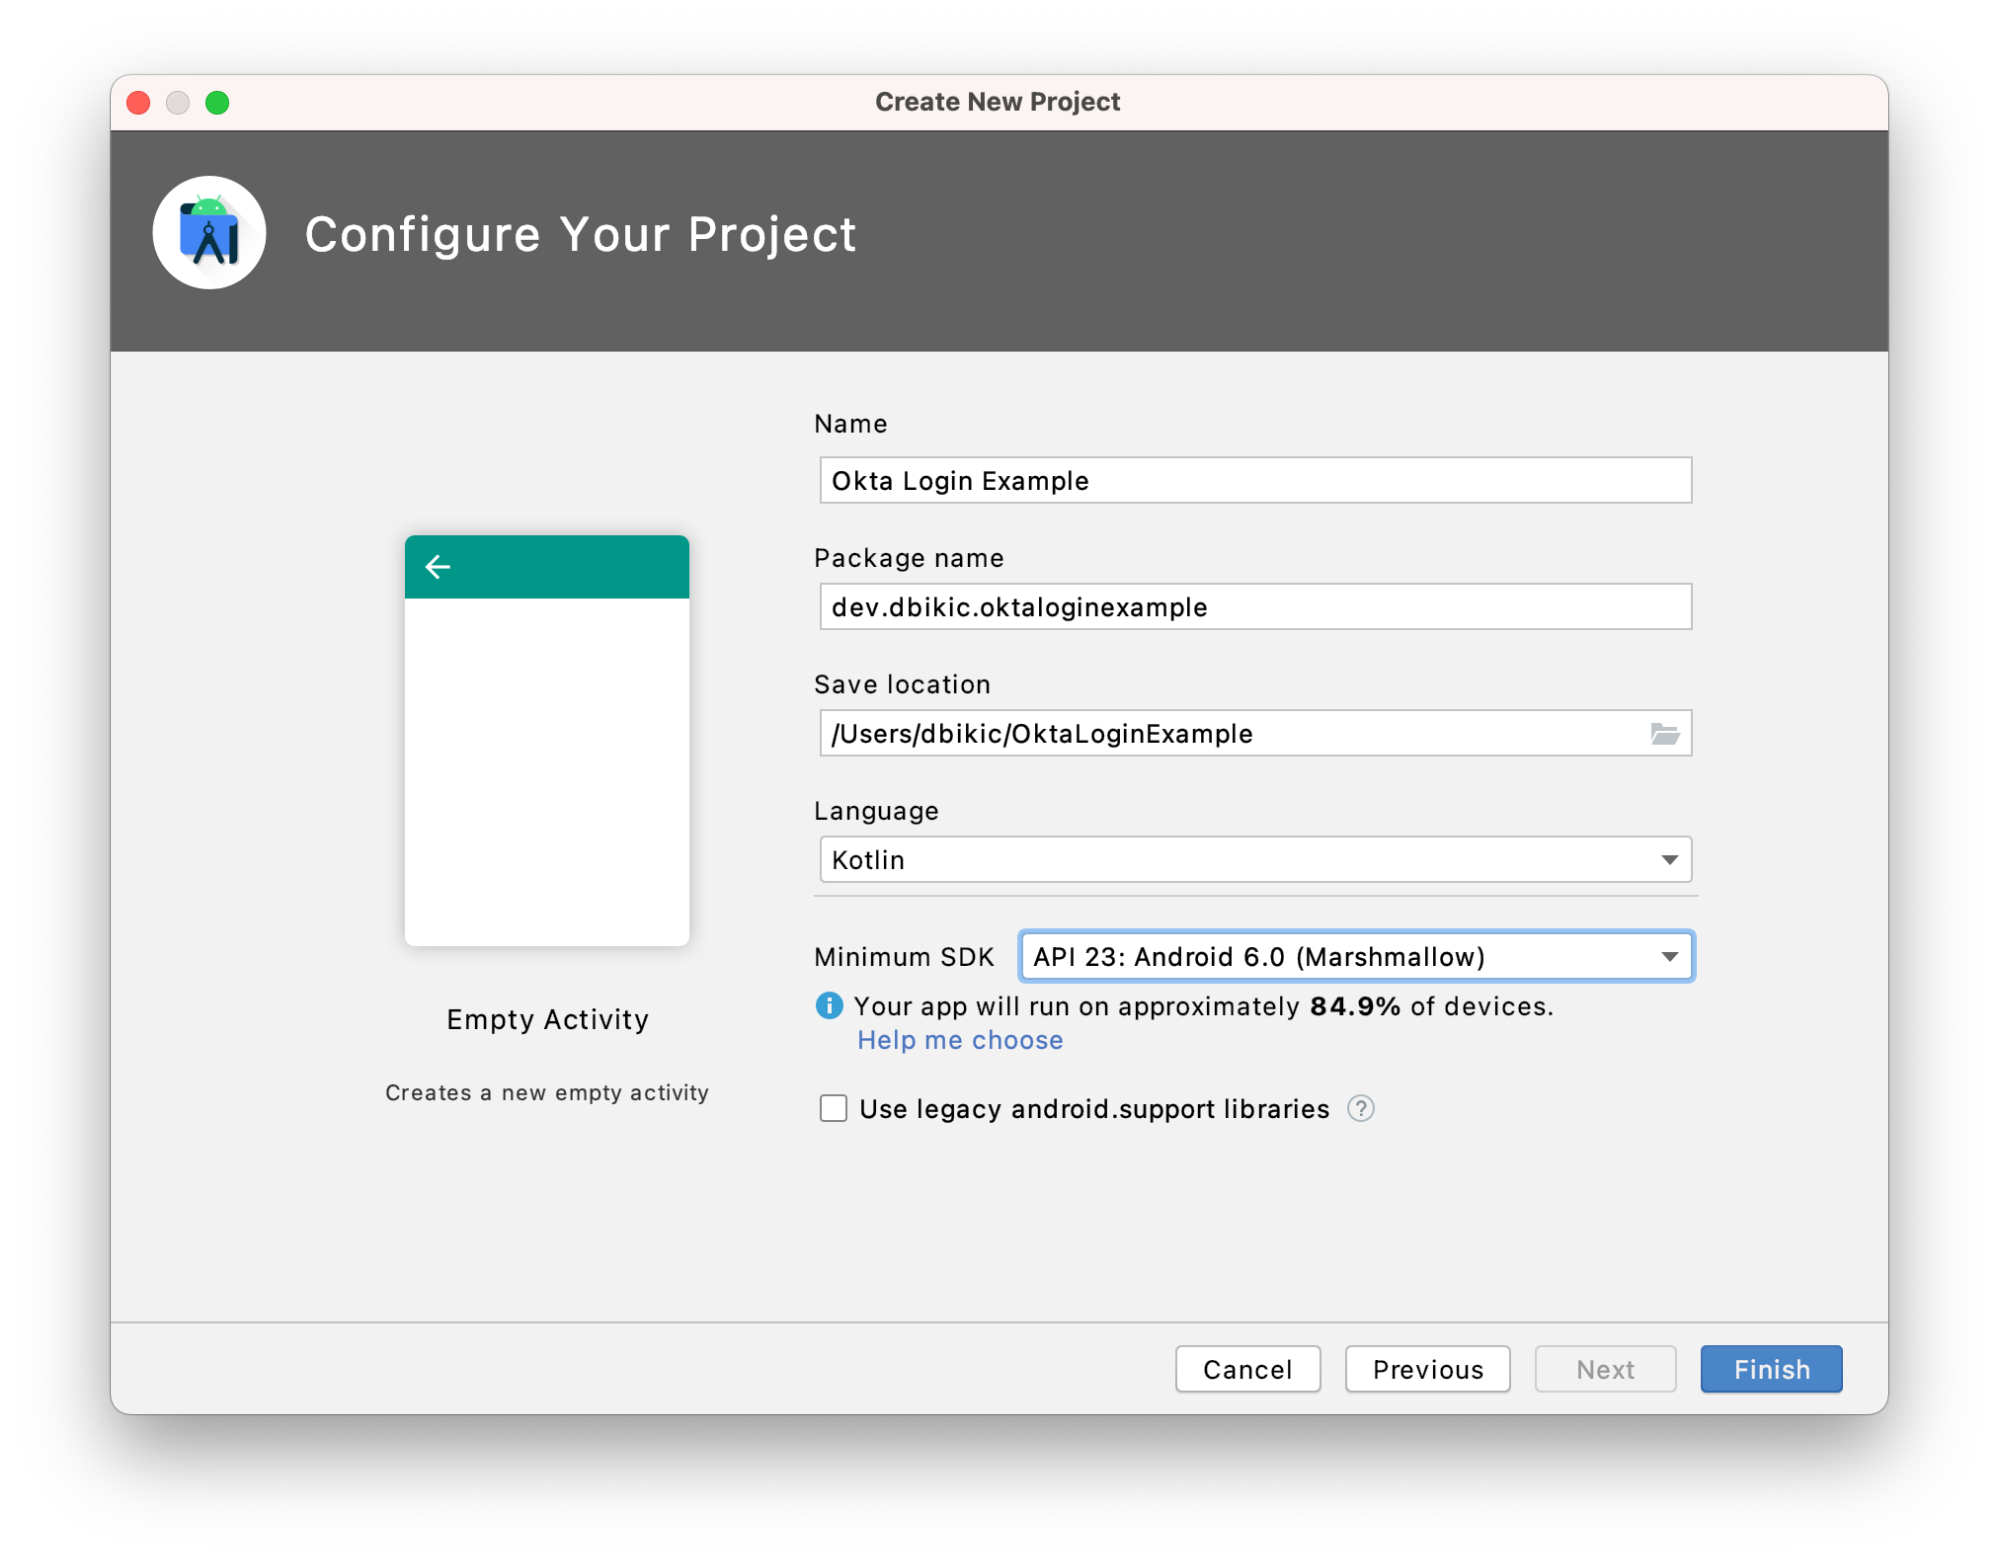 Create New Project
Configure Your Project
Name
Okta Login Example
Package name
dev.dbikic.oktaloginexample
Save location
/Users/dbikic/OktaLoginExample
Language
Kotlin
Minimum SDK API 23: Android 6.0 (Marshmallow)
Your app will run on approximately 84.9% of devices.
Help me choose
Use legacy android.support libraries ?
Empty Activity
Creates a new empty activity
Cancel Previous Next Finish